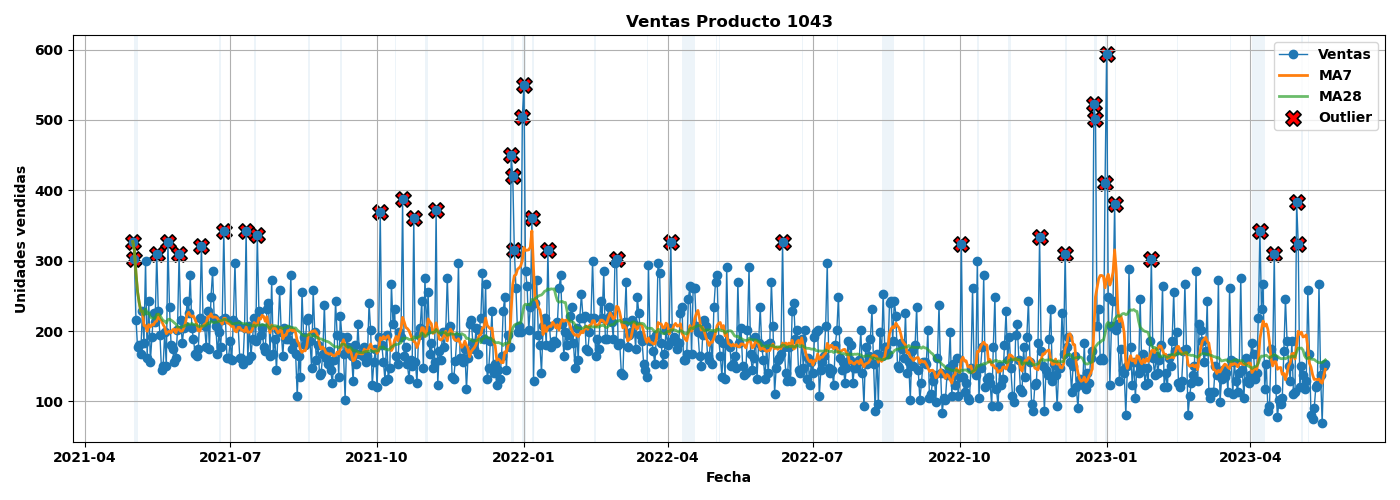 Ventas Producto 1043
Unidades vendidas
600
500
400
300
200
100
2021-04
2021-07
2021-10
2022-01
2022-04
2022-07
2022-10
2023-01
2023-04
Fecha
Ventas
MA7
MA28
Outlier